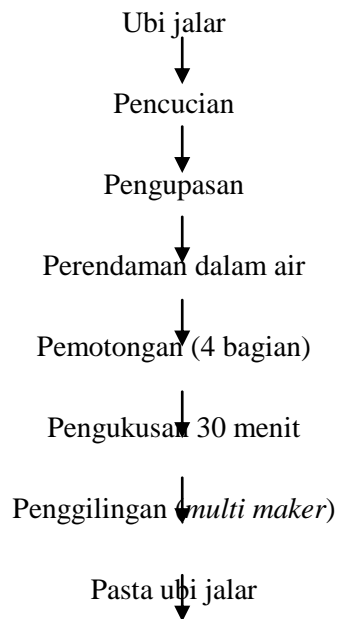 Ubi jalar
Pencucian
Pengupasan
Perendaman dalam air
Pemotongan (4 bagian)
Pengukusan 30 menit
Penggilingan (multi maker)
Pasta ubi jalar